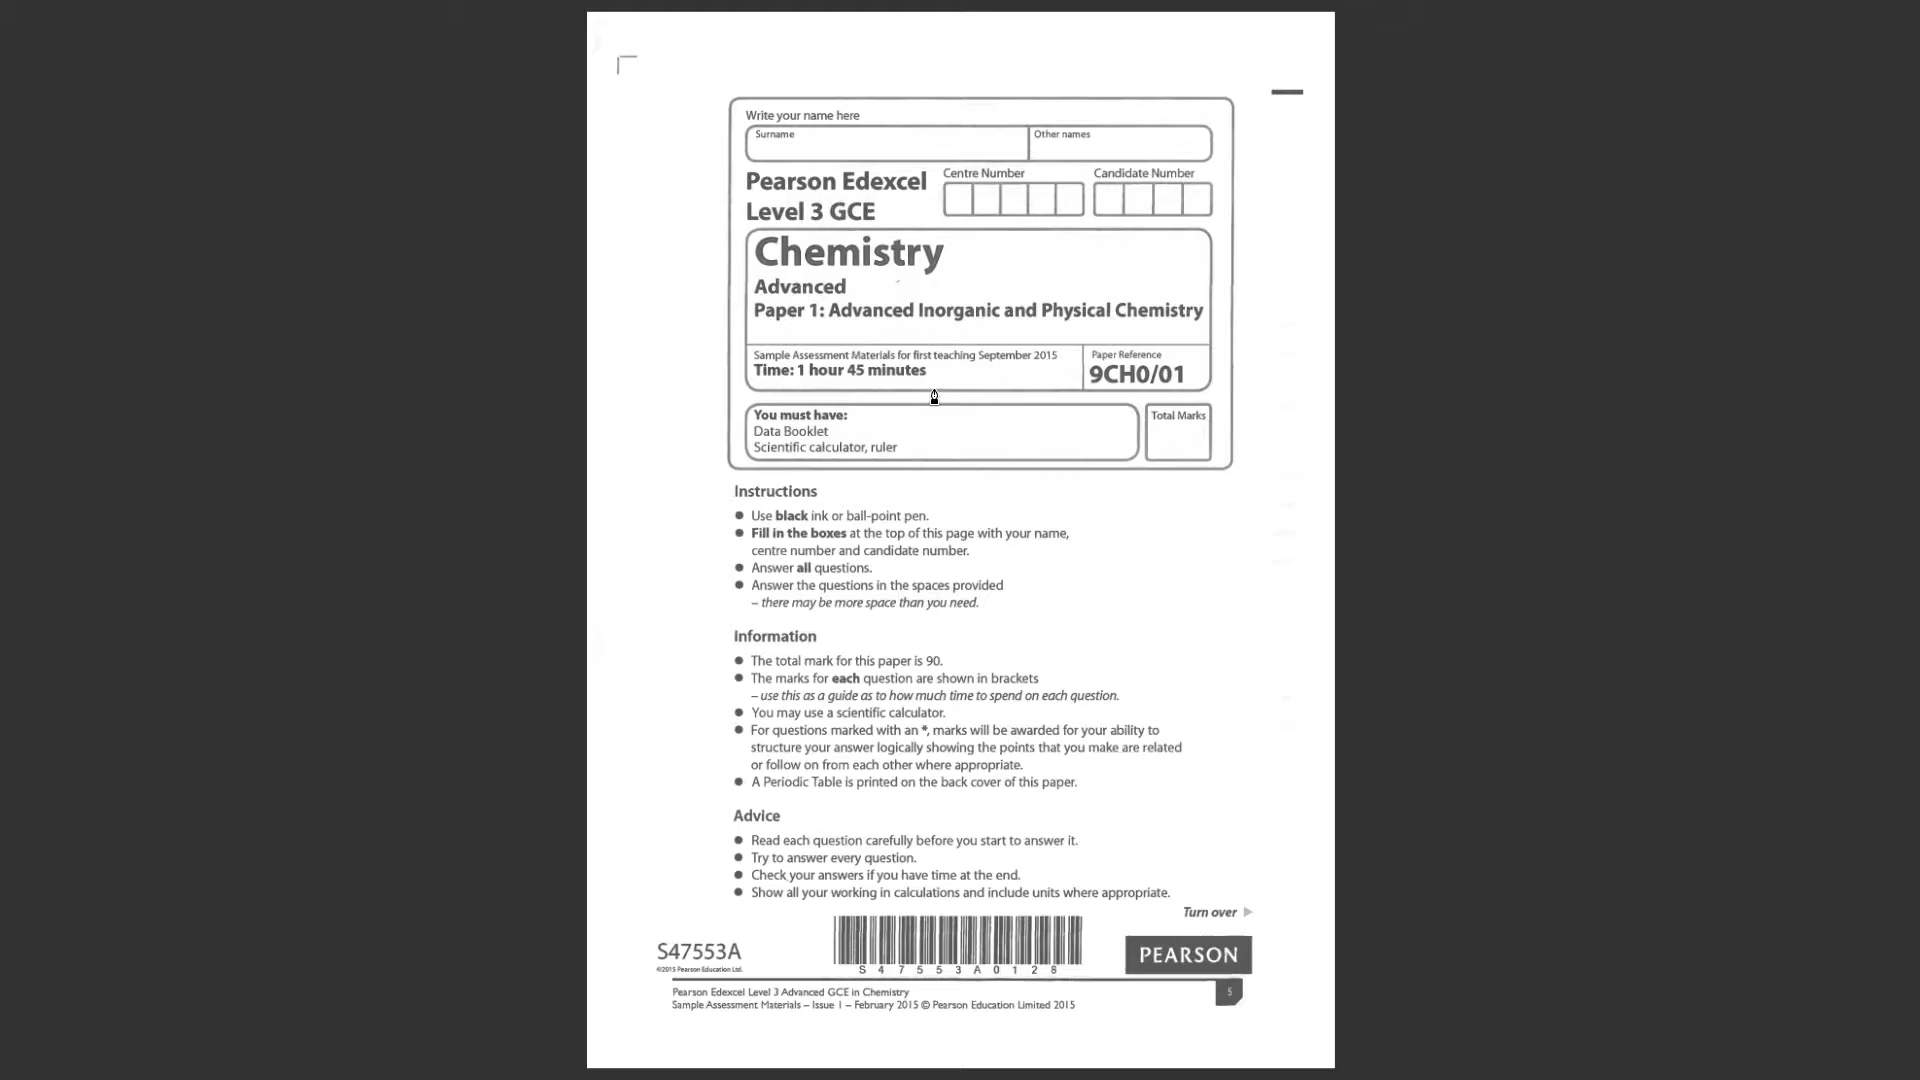 Write your name here
Surname
Other names
Pearson Edexcel
Level 3 GCE
Centre Number
Candidate Number
Chemistry
Advanced
Paper 1: Advanced Inorganic and Physical Chemistry
Sample Assessment Materials for first teaching September 2015
Time: 1 hour 45 minutes
Paper Reference
9CH0/01
You must have:
Data Booklet
Scientific calculator, ruler
Total Marks
Instructions
● Use black ink or ball-point pen.
● Fill in the boxes at the top of this page with your name,
centre number and candidate number.
● Answer all questions.
● Answer the questions in the spaces provided
– there may be more space than you need.
Information
● The total mark for this paper is 90.
● The marks for each question are shown in brackets
– use this as a guide as to how much time to spend on each question.
● You may use a scientific calculator.
● For questions marked with an *, marks will be awarded for your ability to
structure your answer logically showing the points that you make are related
or follow on from each other where appropriate.
● A Periodic Table is printed on the back cover of this paper.
Advice
● Read each question carefully before you start to answer it.
● Try to answer every question.
● Check your answers if you have time at the end.
● Show all your working in calculations and include units where appropriate.
Turn over
S47553A
©2015 Pearson Education Ltd.
S 4 7 5 5 3 A 0 1 2 8
PEARSON
Pearson Edexcel Level 3 Advanced GCE in Chemistry
Sample Assessment Materials – Issue 1 – February 2015 © Pearson Education Limited 2015
5